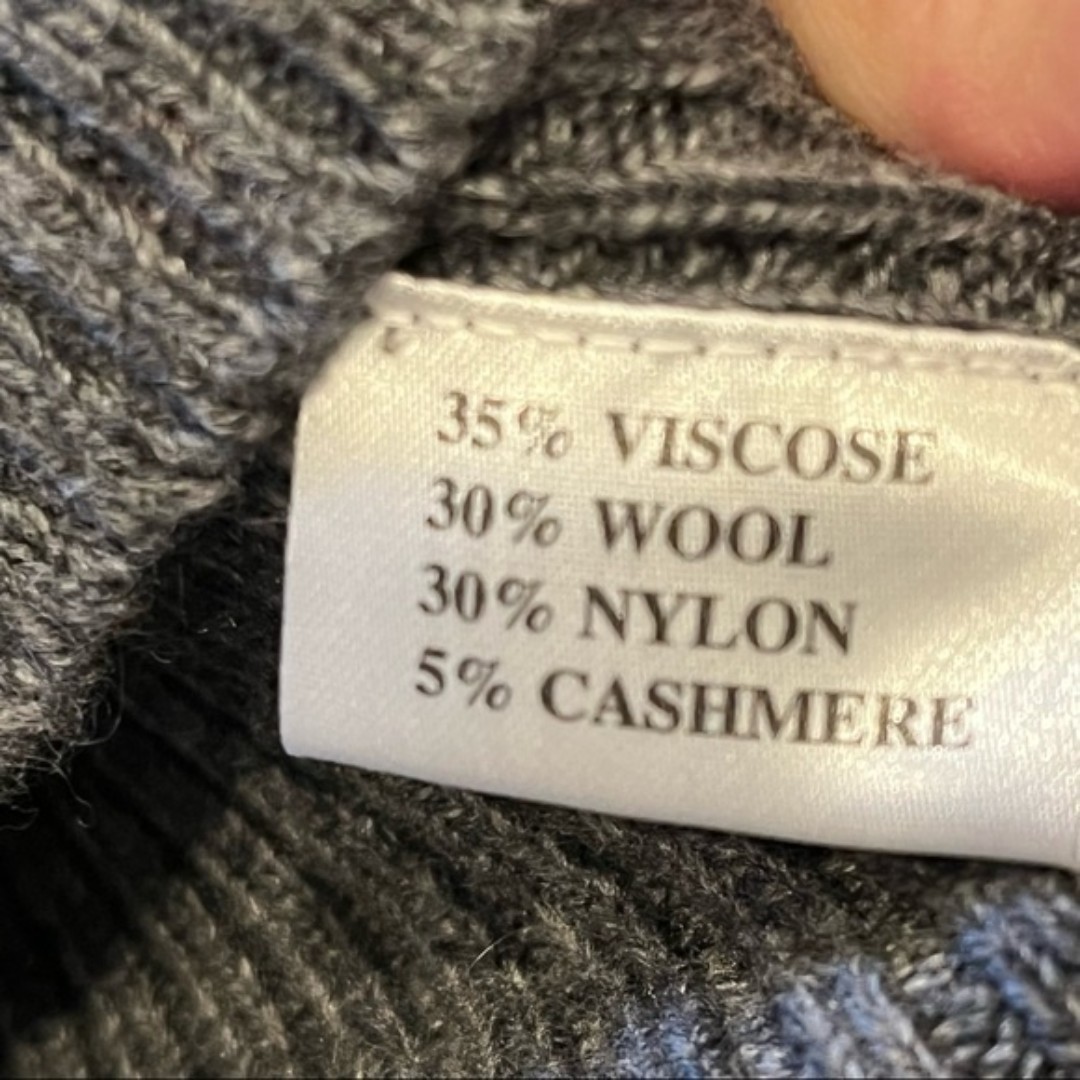 35% VISCOSE
30% WOOL
30% NYLON
5% CASHMERE